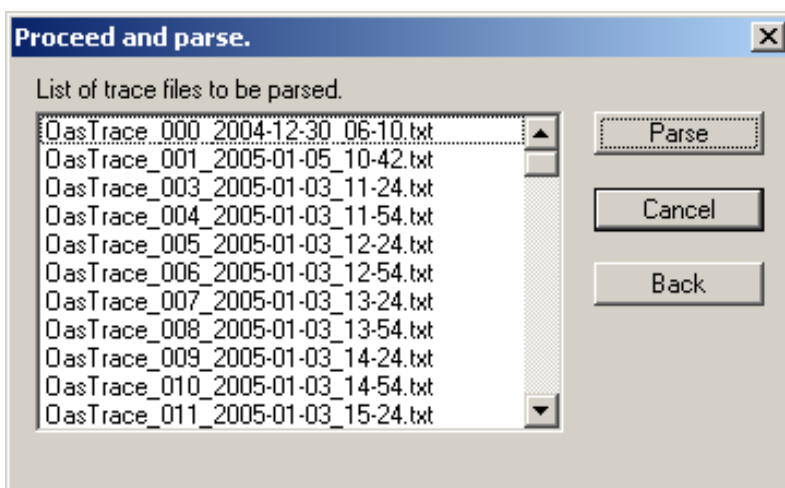 Proceed and parse.
List of trace files to be parsed.
OasTrace_000_2004-12-30_06-10.txt
OasTrace_001_2005-01-05_10-42.txt
OasTrace_003_2005-01-03_11-24.txt
OasTrace_004_2005-01-03_11-54.txt
OasTrace_005_2005-01-03_12-24.txt
OasTrace_006_2005-01-03_12-54.txt
OasTrace_007_2005-01-03_13-24.txt
OasTrace_008_2005-01-03_13-54.txt
OasTrace_009_2005-01-03_14-24.txt
OasTrace_010_2005-01-03_14-54.txt
OasTrace_011_2005-01-03_15-24.txt
Parse
Cancel
Back